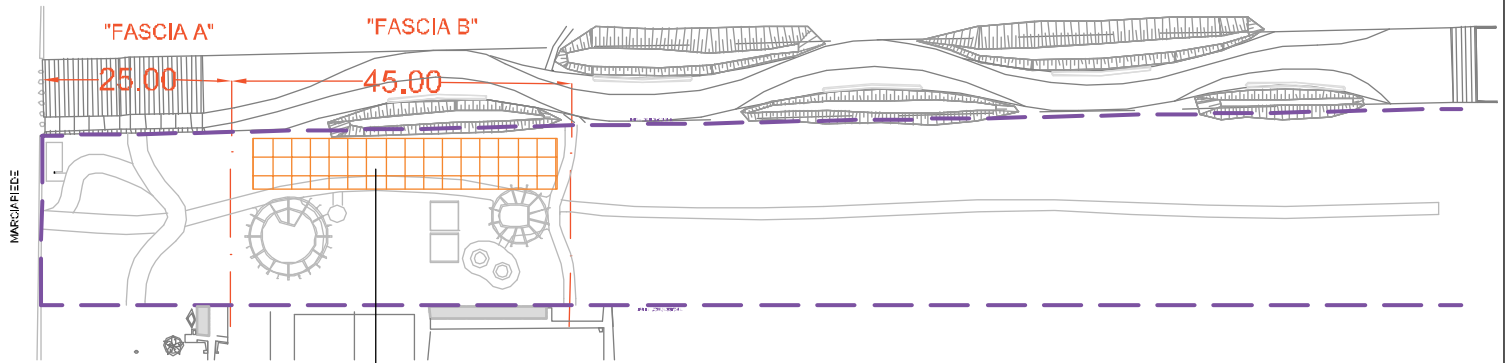 "FASCIA A"
"FASCIA B"
25.00
45.00
MARCIAPIEDE